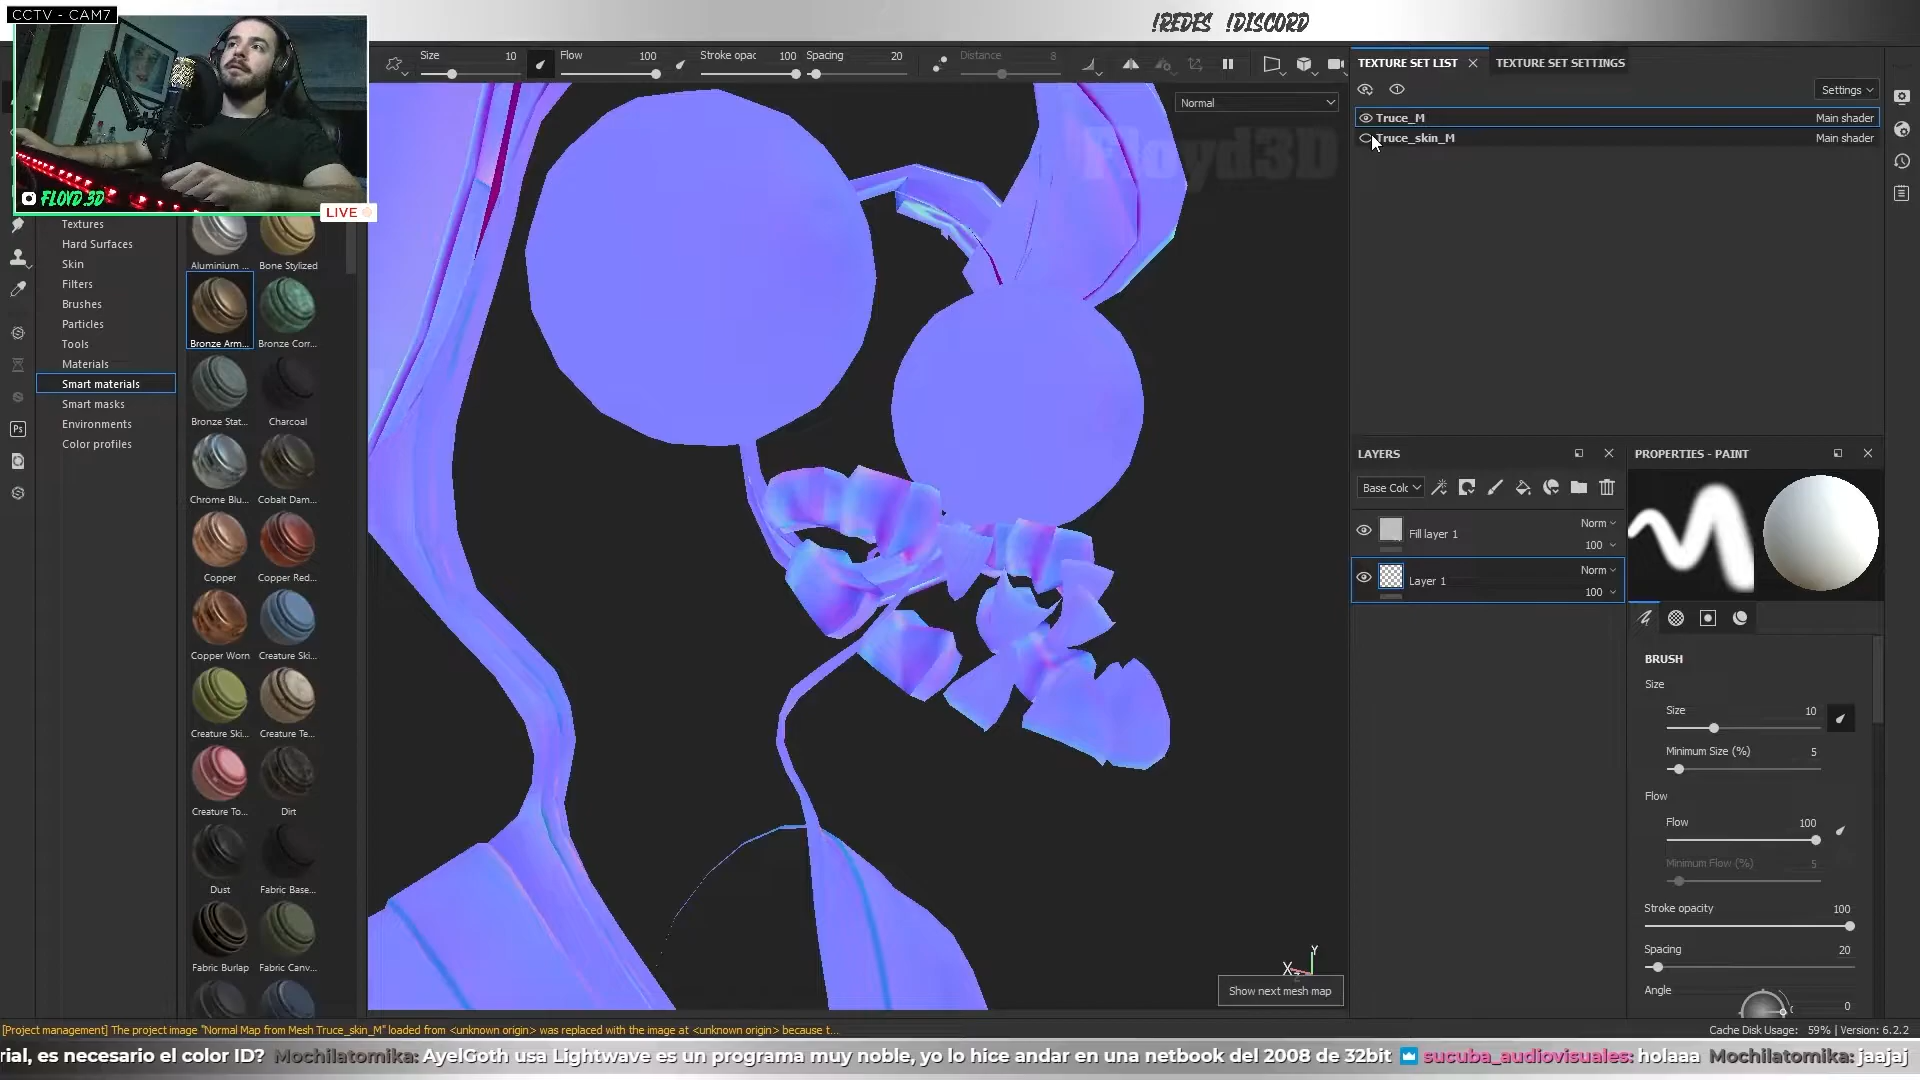 CCTV - CAM7
!REDES !DISCORD
FLOYD.3D
LIVE
Size 10
Flow 100
Stroke opac 100
Spacing 20
Distance 8
Normal
Floyd3D
TEXTURE SET LIST
TEXTURE SET SETTINGS
Settings
Truce_M Main shader
Truce_skin_M Main shader
Textures
Hard Surfaces
Skin
Filters
Brushes
Particles
Tools
Materials
Smart materials
Smart masks
Environments
Color profiles
Aluminium ... Bone Stylized
Bronze Arm... Bronze Corr...
Bronze Stat... Charcoal
Chrome Blu... Cobalt Dam...
Copper Copper Red...
Copper Worn Creature Ski...
Creature Ski... Creature Te...
Creature To... Dirt
Dust Fabric Base...
Fabric Burlap Fabric Canv...
Ps
LAYERS
Base Colc
Fill layer 1 Norm 100
Layer 1 Norm 100
PROPERTIES - PAINT
BRUSH
Size
Size 10
Minimum Size (%) 5
Flow
Flow 100
Minimum Flow (%) 5
Stroke opacity 100
Spacing 20
Angle 0
Y
X
Z
Show next mesh map
[Project management] The project image "Normal Map from Mesh Truce_skin_M" loaded from <unknown origin> was replaced with the image at <unknown origin> because t...
Cache Disk Usage: 59% | Version: 6.2.2
rial, es necesario el color ID? Mochilatomika: AyelGoth usa Lightwave es un programa muy noble, yo lo hice andar en una netbook del 2008 de 32bit sucuba_audiovisuales: holaaa Mochilatomika: jaajaj